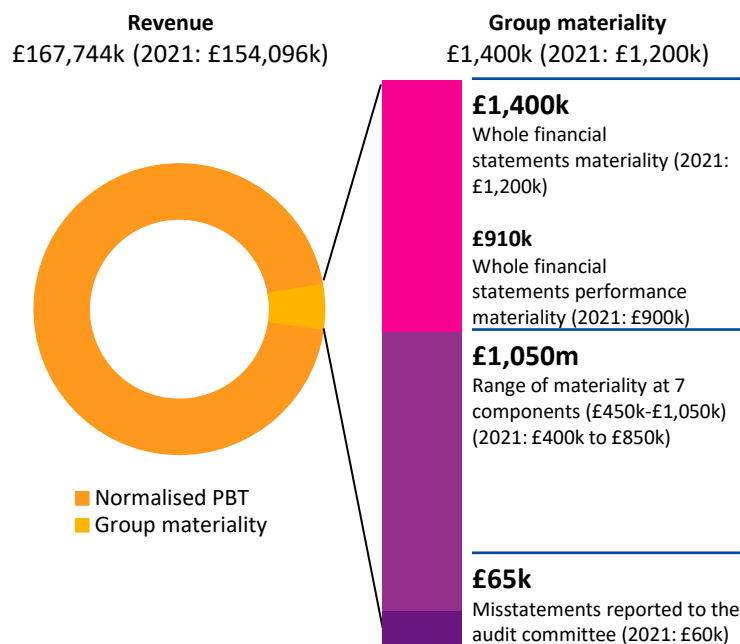 Revenue
£167,744k (2021: £154,096k)
Group materiality
£1,400k (2021: £1,200k)
£1,400k
Whole financial
statements materiality (2021:
£1,200k)
£910k
Whole financial
statements performance
materiality (2021: £900k)
£1,050m
Range of materiality at 7
components (£450k-£1,050k)
(2021: £400k to £850k)
£65k
Misstatements reported to the
audit committee (2021: £60k)
Normalised PBT
Group materiality